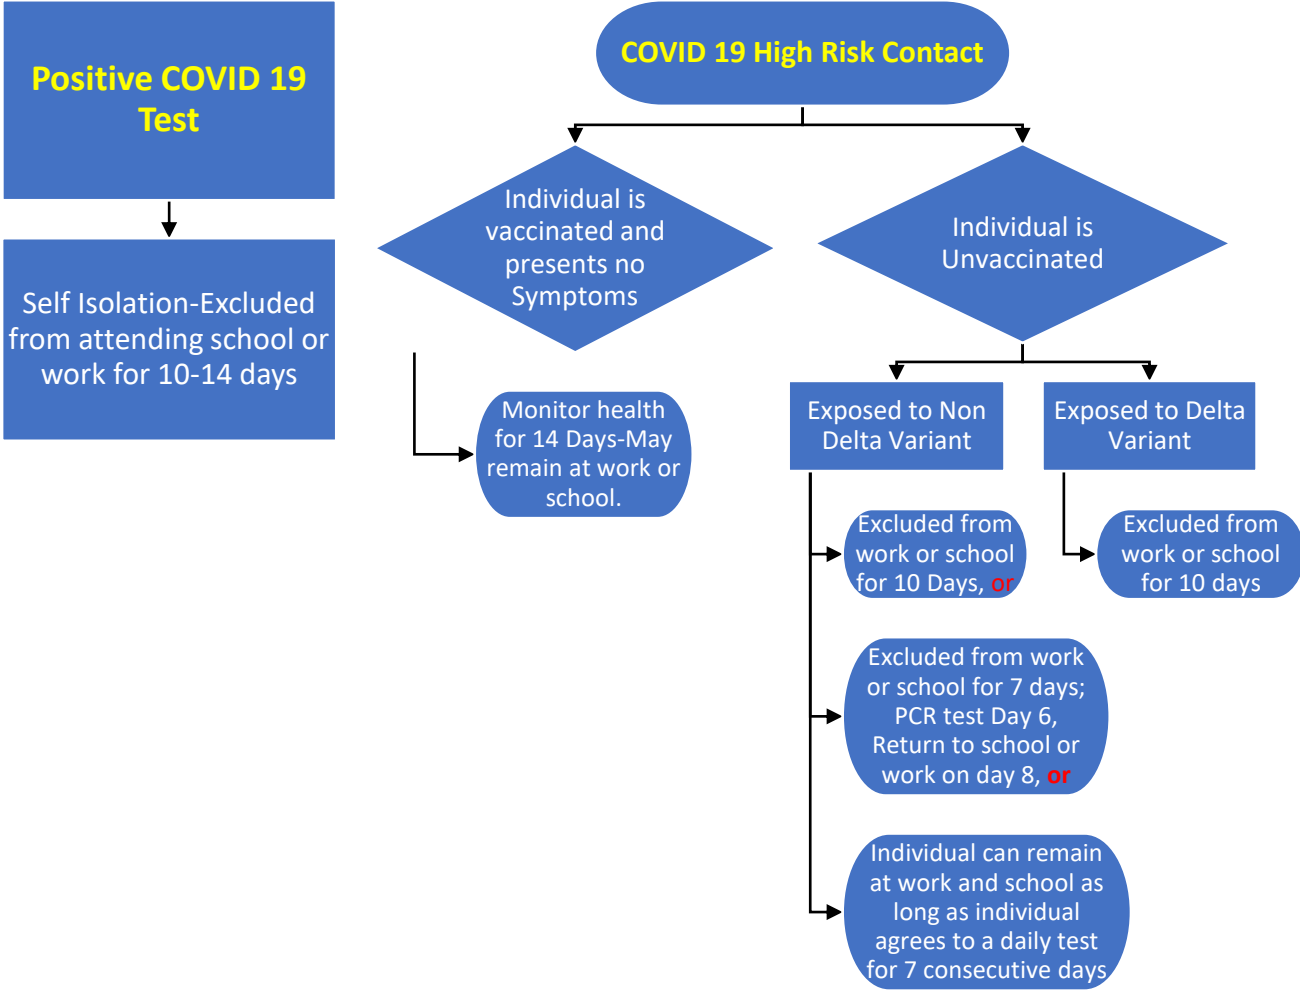 Positive COVID 19
Test
Self Isolation-Excluded
from attending school or
work for 10-14 days
COVID 19 High Risk Contact
Individual is
vaccinated and
presents no
Symptoms
Monitor health
for 14 Days-May
remain at work or
school.
Individual is
Unvaccinated
Exposed to Non
Delta Variant
Excluded from
work or school
for 10 Days, or
Excluded from work
or school for 7 days;
PCR test Day 6,
Return to school or
work on day 8, or
Individual can remain
at work and school as
long as individual
agrees to a daily test
for 7 consecutive days
Exposed to Delta
Variant
Excluded from
work or school
for 10 days